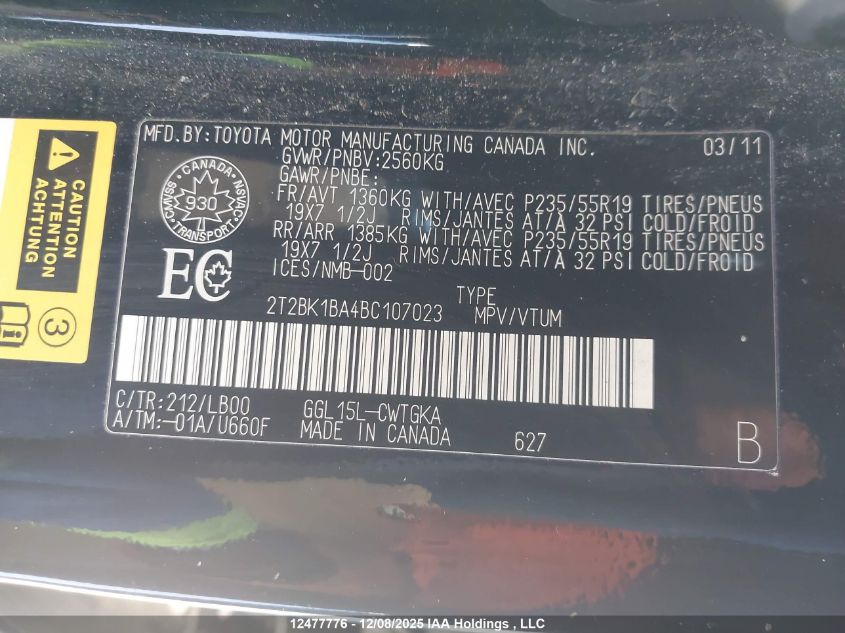 MFD.BY:TOYOTA MOTOR MANUFACTURING CANADA INC. 03/11
GVWR/PNBV:2560KG
GAWR/PNBE:
FR/AVT 1360KG WITH/AVEC P235/55R19 TIRES/PNEUS
19X7 1/2J RIMS/JANTES AT/A 32 PSI COLD/FROID
RR/ARR 1385KG WITH/AVEC P235/55R19 TIRES/PNEUS
19X7 1/2J RIMS/JANTES AT/A 32 PSI COLD/FROID
ICES/NMB-002
CANADA
CMVSS
NSVAC
930
TRANSPORT
EC
TYPE
2T2BK1BA4BC107023 MPV/VTUM
C/TR:212/LB00 GGL15L-CWTGKA
A/TM:-01A/U660F MADE IN CANADA 627
B
CAUTION
ATTENTION
ACHTUNG
3
12477776 - 12/08/2025 IAA Holdings , LLC